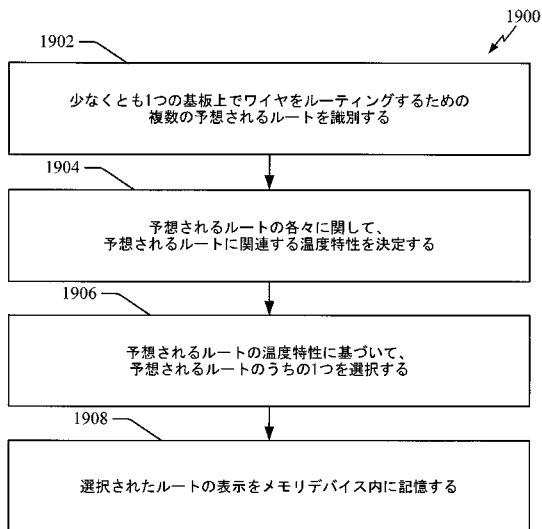 1900
1902
少なくとも1つの基板上でワイヤをルーティングするための
複数の予想されるルートを識別する
1904
予想されるルートの各々に関して、
予想されるルートに関連する温度特性を決定する
1906
予想されるルートの温度特性に基づいて、
予想されるルートのうちの1つを選択する
1908
選択されたルートの表示をメモリデバイス内に記憶する